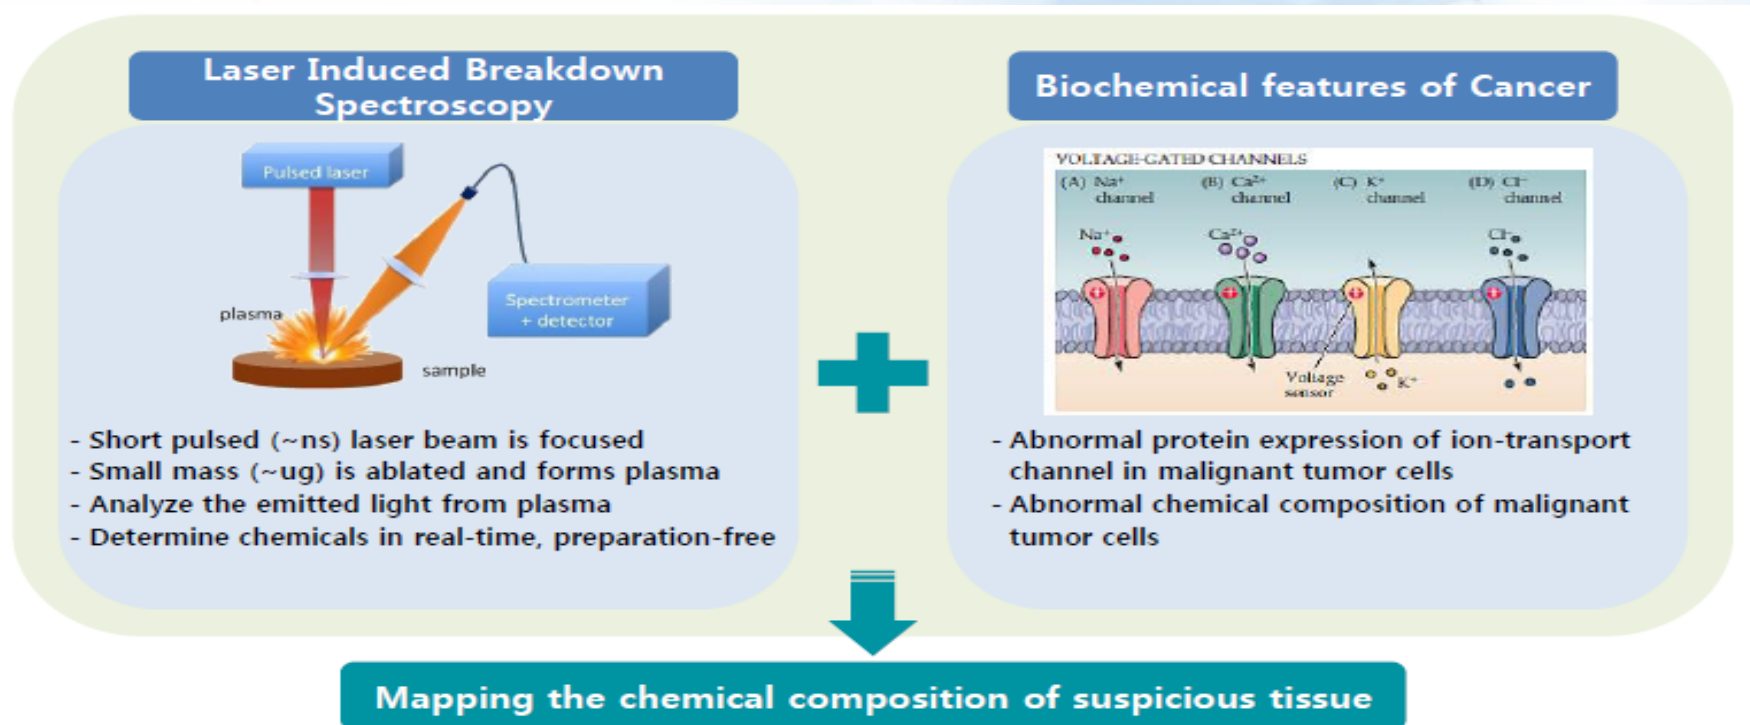 Laser Induced Breakdown
Spectroscopy
Pulsed laser
plasma
Spectrometer
+ detector
sample
- Short pulsed (~ns) laser beam is focused
- Small mass (~ug) is ablated and forms plasma
- Analyze the emitted light from plasma
- Determine chemicals in real-time, preparation-free
Biochemical features of Cancer
VOLTAGE-GATED CHANNELS
(A) Na⁺
channel
(B) Ca²⁺
channel
(C) K⁺
channel
(D) Cl⁻
channel
Na⁺
Ca²⁺
Cl⁻
+
+
+
+
Voltage
sensor
K⁺
- Abnormal protein expression of ion-transport
channel in malignant tumor cells
- Abnormal chemical composition of malignant
tumor cells
Mapping the chemical composition of suspicious tissue